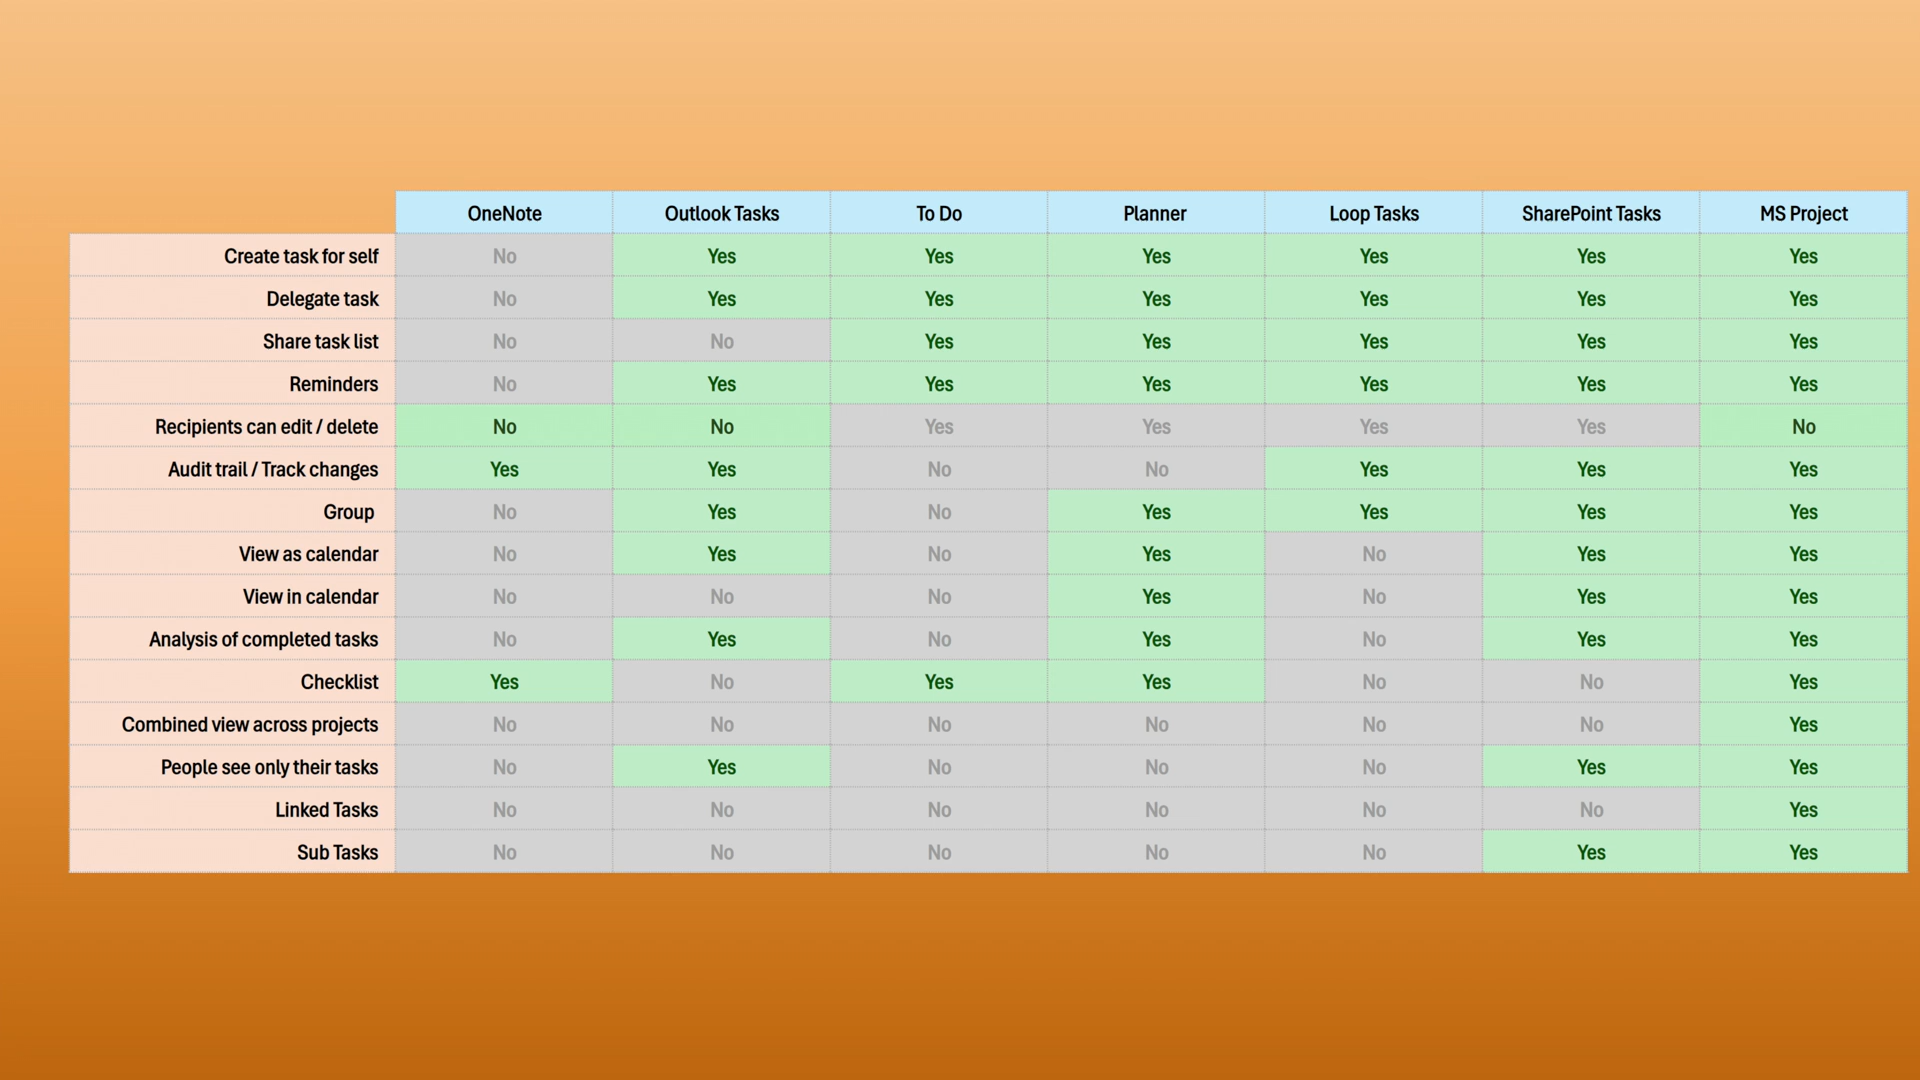 OneNote Outlook Tasks To Do Planner Loop Tasks SharePoint Tasks MS Project
Create task for self No Yes Yes Yes Yes Yes Yes
Delegate task No Yes Yes Yes Yes Yes Yes
Share task list No No Yes Yes Yes Yes Yes
Reminders No Yes Yes Yes Yes Yes Yes
Recipients can edit / delete No No Yes Yes Yes Yes No
Audit trail / Track changes Yes Yes No No Yes Yes Yes
Group No Yes No Yes Yes Yes Yes
View as calendar No Yes No Yes No Yes Yes
View in calendar No No No Yes No Yes Yes
Analysis of completed tasks No Yes No Yes No Yes Yes
Checklist Yes No Yes Yes No No Yes
Combined view across projects No No No No No No Yes
People see only their tasks No Yes No No No Yes Yes
Linked Tasks No No No No No No Yes
Sub Tasks No No No No No Yes Yes